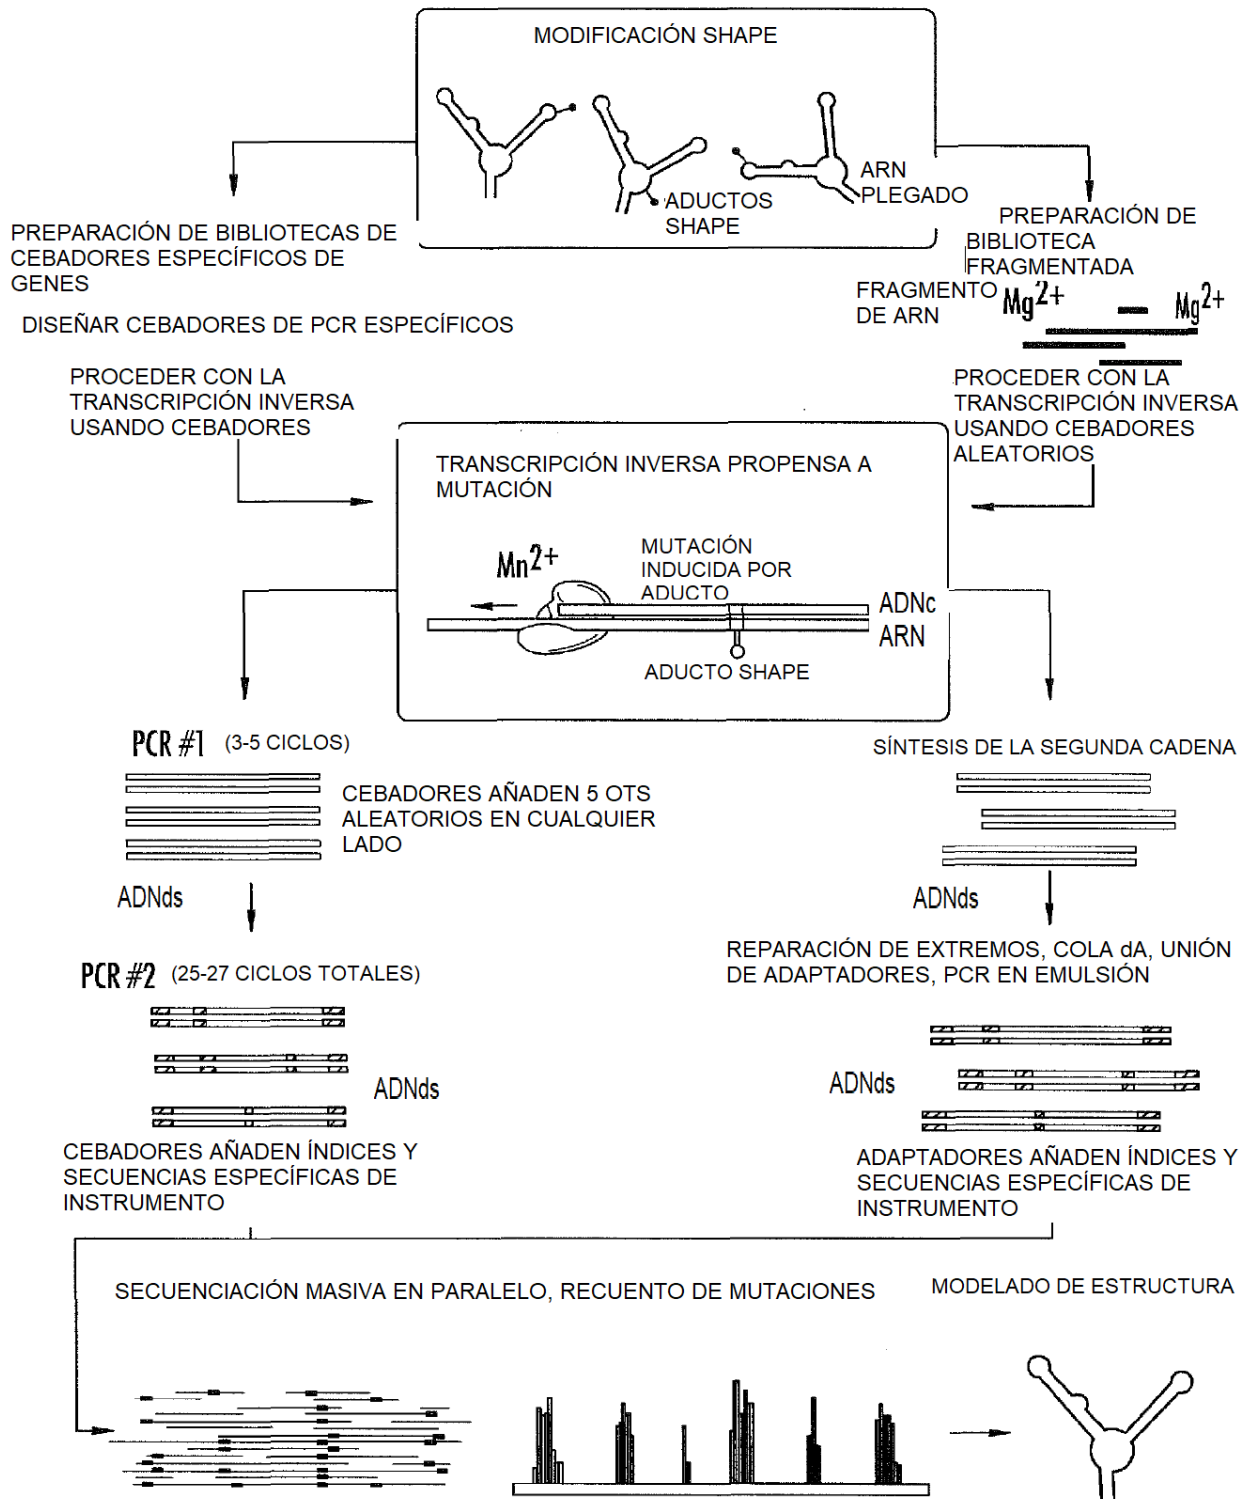 MODIFICACIÓN SHAPE
ADUCTOS
SHAPE
ARN
PLEGADO
PREPARACIÓN DE BIBLIOTECAS DE
CEBADORES ESPECÍFICOS DE
GENES
DISEÑAR CEBADORES DE PCR ESPECÍFICOS
PROCEDER CON LA
TRANSCRIPCIÓN INVERSA
USANDO CEBADORES
PREPARACIÓN DE
BIBLIOTECA
FRAGMENTADA
FRAGMENTO
DE ARN
Mg2+
Mg2+
PROCEDER CON LA
TRANSCRIPCIÓN INVERSA
USANDO CEBADORES
ALEATORIOS
TRANSCRIPCIÓN INVERSA PROPENSA A
MUTACIÓN
Mn2+
MUTACIÓN
INDUCIDA POR
ADUCTO
ADNc
ARN
ADUCTO SHAPE
PCR #1 (3-5 CICLOS)
CEBADORES AÑADEN 5 OTS
ALEATORIOS EN CUALQUIER
LADO
ADNds
PCR #2 (25-27 CICLOS TOTALES)
ADNds
CEBADORES AÑADEN ÍNDICES Y
SECUENCIAS ESPECÍFICAS DE
INSTRUMENTO
SÍNTESIS DE LA SEGUNDA CADENA
ADNds
REPARACIÓN DE EXTREMOS, COLA dA, UNIÓN
DE ADAPTADORES, PCR EN EMULSIÓN
ADNds
ADAPTADORES AÑADEN ÍNDICES Y
SECUENCIAS ESPECÍFICAS DE
INSTRUMENTO
SECUENCIACIÓN MASIVA EN PARALELO, RECUENTO DE MUTACIONES
MODELADO DE ESTRUCTURA